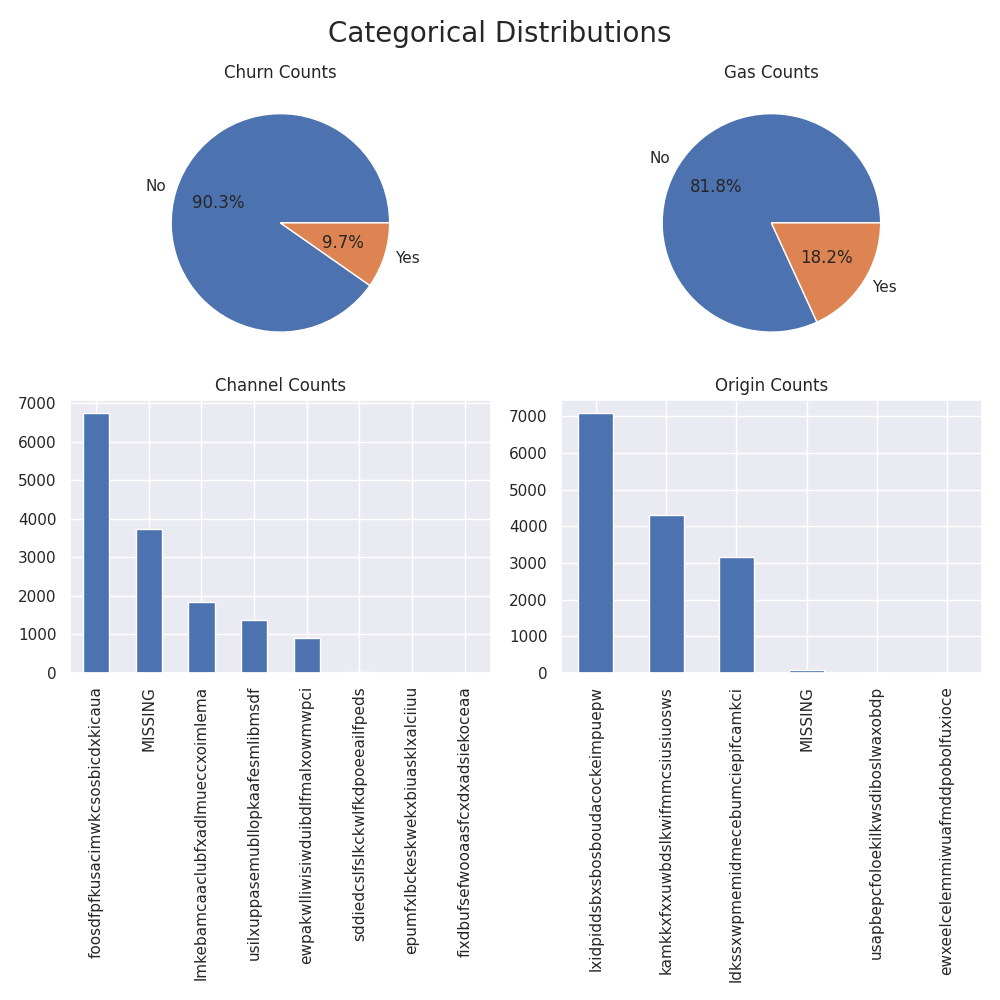 Categorical Distributions
Churn Counts
No
90.3%
9.7%
Yes
Gas Counts
No
81.8%
18.2%
Yes
Channel Counts
7000
6000
5000
4000
3000
2000
1000
0
foosdfpfkusacimwkcsosbicdxkicaua
MISSING
lmkebamcaaclubfxadlmueccxoimlema
usilxuppasemubllopkaafesmlibmsdf
ewpakwlliwisiwduibdlfmalxowmwpci
sddiedcslfslkckwlfkdpoeeailfpeds
epumfxlbckeskwekxbiuasklxalciiuu
fixdbufsefwooaasfcxdxadsiekoceaa
Origin Counts
7000
6000
5000
4000
3000
2000
1000
0
lxidpiddsbxsbosboudacockeimpuepw
kamkkxfxxuwbdslkwifmmcsiusiuosws
ldkssxwpmemidmecebumciepifcamkci
MISSING
usapbepcfoloekilkwsdiboslwaxobdp
ewxeelcelemmiwuafmddpobolfuxioce